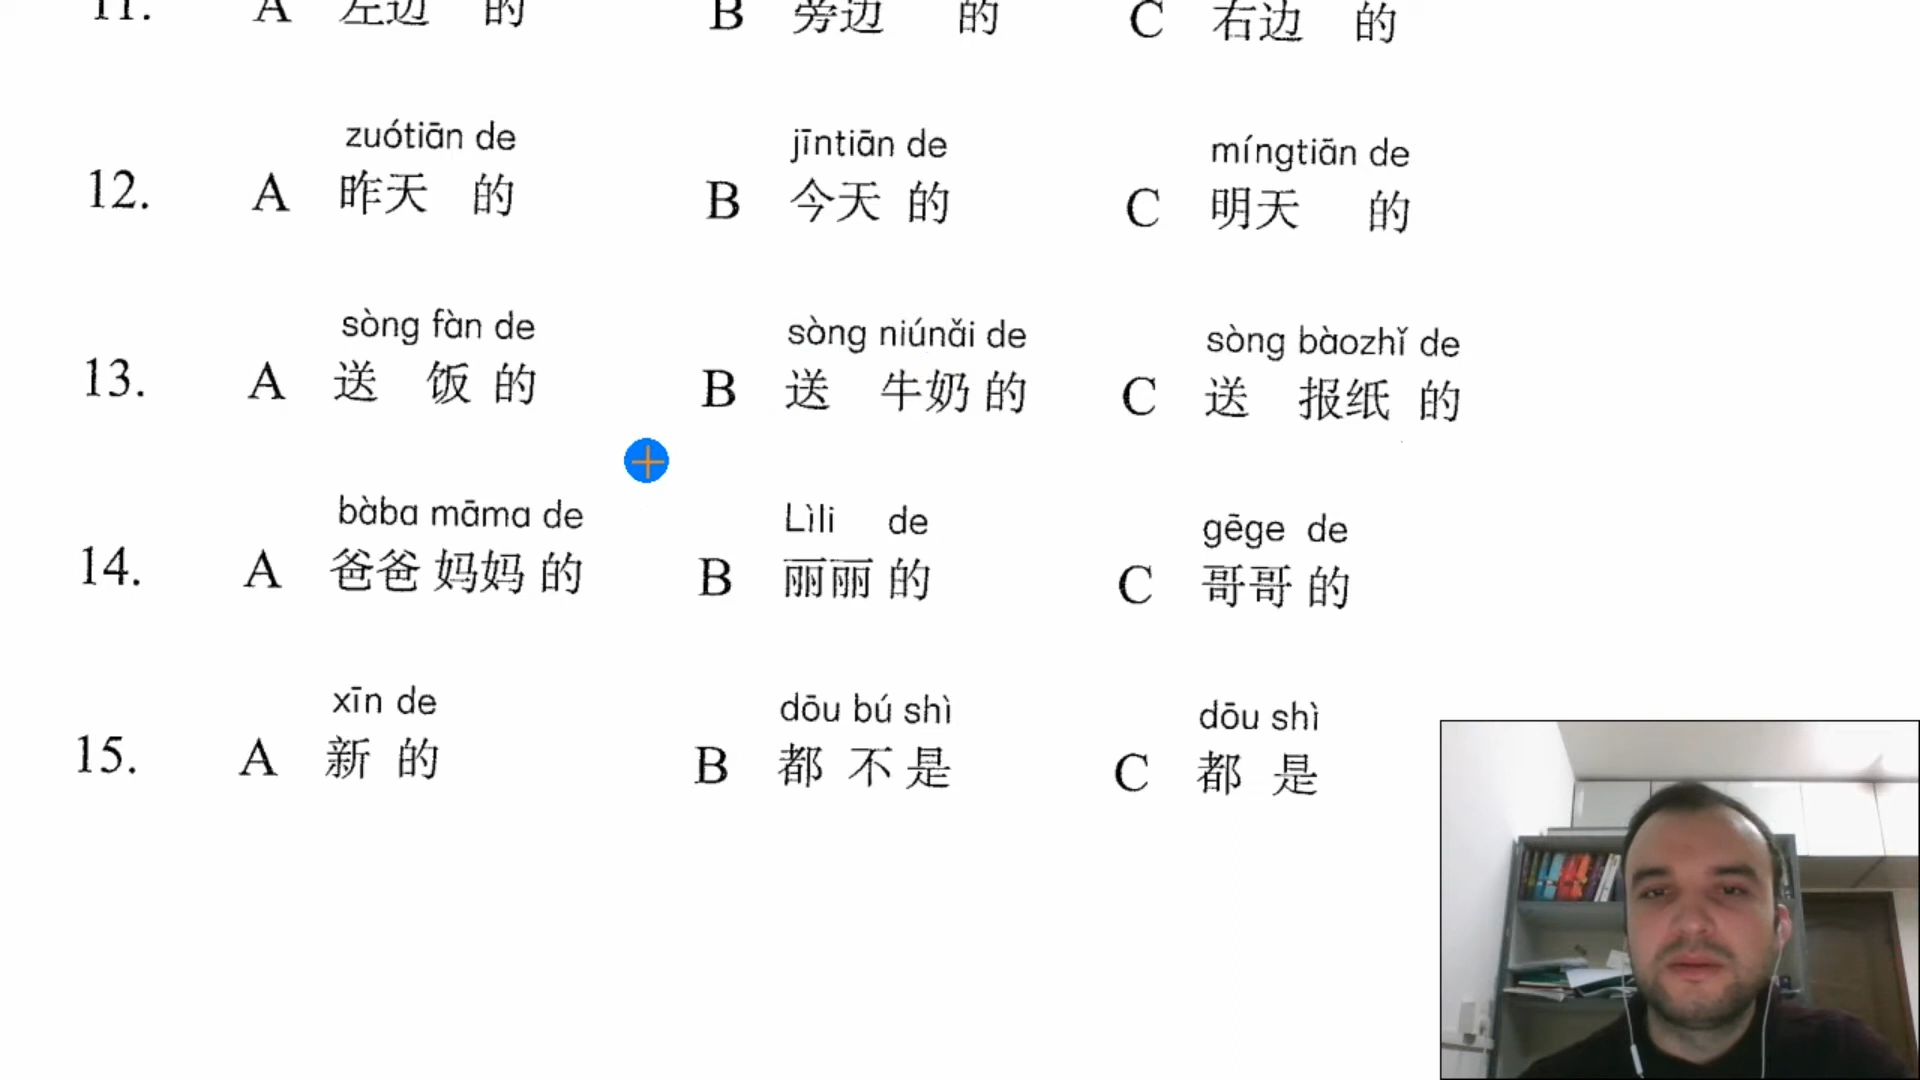 11. A 左边 的 B 旁边 的 C 右边 的
zuótiān de jīntiān de míngtiān de
12. A 昨天 的 B 今天 的 C 明天 的
sòng fàn de sòng niúnǎi de sòng bàozhǐ de
13. A 送 饭 的 B 送 牛奶 的 C 送 报纸 的
bàba māma de Lìli de gēge de
14. A 爸爸 妈妈 的 B 丽丽 的 C 哥哥 的
xīn de dōu bú shì dōu shì
15. A 新 的 B 都 不 是 C 都 是